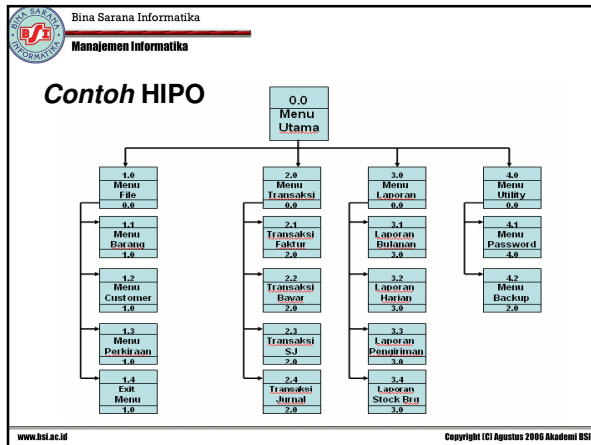 BINA SARANA
BSI
INFORMATIKA
Bina Sarana Informatika
Manajemen Informatika
Contoh HIPO
0.0
Menu
Utama
1.0
Menu
File
0.0
1.1
Menu
Barang
1.0
1.2
Menu
Customer
1.0
1.3
Menu
Perkiraan
1.0
1.4
Exit
Menu
1.0
2.0
Menu
Transaksi
0.0
2.1
Transaksi
Faktur
2.0
2.2
Transaksi
Bayar
2.0
2.3
Transaksi
SJ
2.0
2.4
Transaksi
Jurnal
2.0
3.0
Menu
Laporan
0.0
3.1
Laporan
Bulanan
3.0
3.2
Laporan
Harian
3.0
3.3
Laporan
Pengiriman
3.0
3.4
Laporan
Stock Brg
3.0
4.0
Menu
Utility
0.0
4.1
Menu
Password
4.0
4.2
Menu
Backup
2.0
www.bsi.ac.id
Copyright (C) Agustus 2006 Akademi BSI